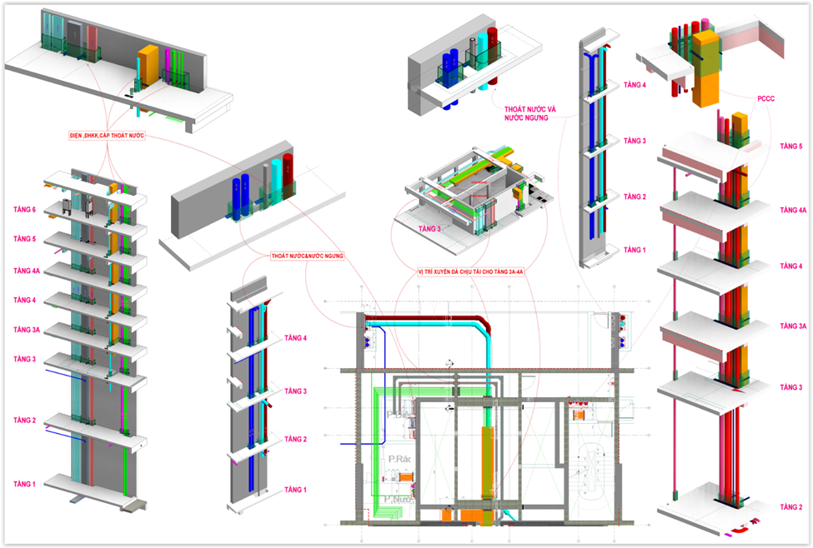 ĐIỆN ,ĐHKK,CẤP THOÁT NƯỚC
TẦNG 6
TẦNG 5
TẦNG 4A
TẦNG 4
TẦNG 3A
TẦNG 3
TẦNG 2
TẦNG 1
THOÁT NƯỚC&NƯỚC NGƯNG
TẦNG 4
TẦNG 3
TẦNG 2
TẦNG 1
THOÁT NƯỚC VÀ
NƯỚC NGƯNG
TẦNG 3
VỊ TRÍ XUYÊN ĐÀ CHỊU TẢI CHO TẦNG 3A-4A
P.Rác
TẦNG 4
TẦNG 3
TẦNG 2
TẦNG 1
PCCC
TẦNG 5
TẦNG 4A
TẦNG 4
TẦNG 3A
TẦNG 3
TẦNG 2